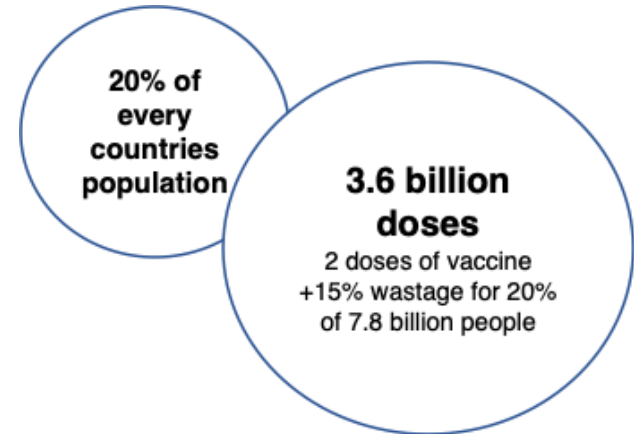 20% of
every
countries
population
3.6 billion
doses
2 doses of vaccine
+15% wastage for 20%
of 7.8 billion people